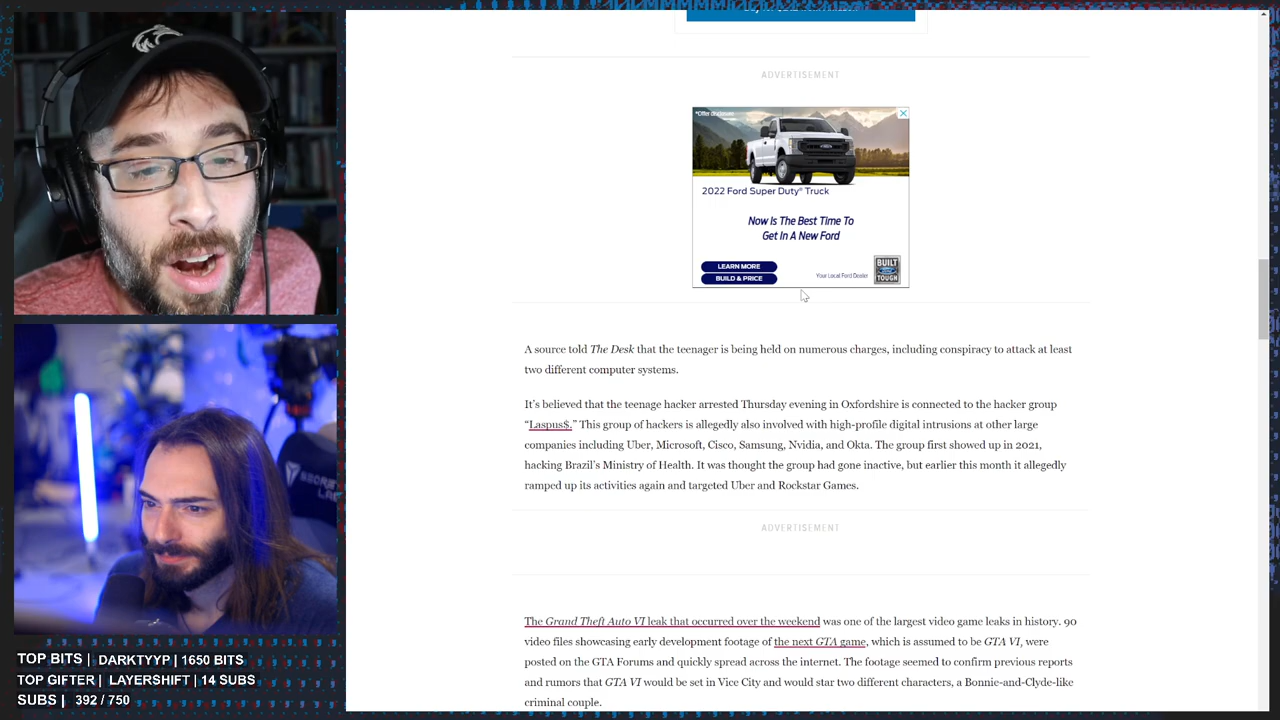 ADVERTISEMENT
*Offer disclosure
2022 Ford Super Duty® Truck
Now Is The Best Time To
Get In A New Ford
LEARN MORE
BUILD & PRICE
Your Local Ford Dealer
BUILT
Ford
TOUGH
A source told The Desk that the teenager is being held on numerous charges, including conspiracy to attack at least
two different computer systems.
It's believed that the teenage hacker arrested Thursday evening in Oxfordshire is connected to the hacker group
“Laspus$.” This group of hackers is allegedly also involved with high-profile digital intrusions at other large
companies including Uber, Microsoft, Cisco, Samsung, Nvidia, and Okta. The group first showed up in 2021,
hacking Brazil's Ministry of Health. It was thought the group had gone inactive, but earlier this month it allegedly
ramped up its activities again and targeted Uber and Rockstar Games.
ADVERTISEMENT
The Grand Theft Auto VI leak that occurred over the weekend was one of the largest video game leaks in history. 90
video files showcasing early development footage of the next GTA game, which is assumed to be GTA VI, were
posted on the GTA Forums and quickly spread across the internet. The footage seemed to confirm previous reports
and rumors that GTA VI would be set in Vice City and would star two different characters, a Bonnie-and-Clyde-like
criminal couple.
TOP BITS | DARKTYYP | 1650 BITS
TOP GIFTER | LAYERSHIFT | 14 SUBS
SUBS | 392 / 750